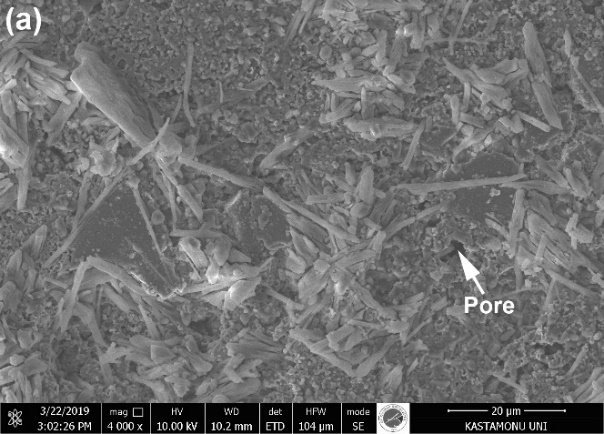 (a)
Pore
3/22/2019 mag HV WD det HFW mode 20 μm
3:02:26 PM 4 000 x 10.00 kV 10.2 mm ETD 104 μm SE KASTAMONU UNI